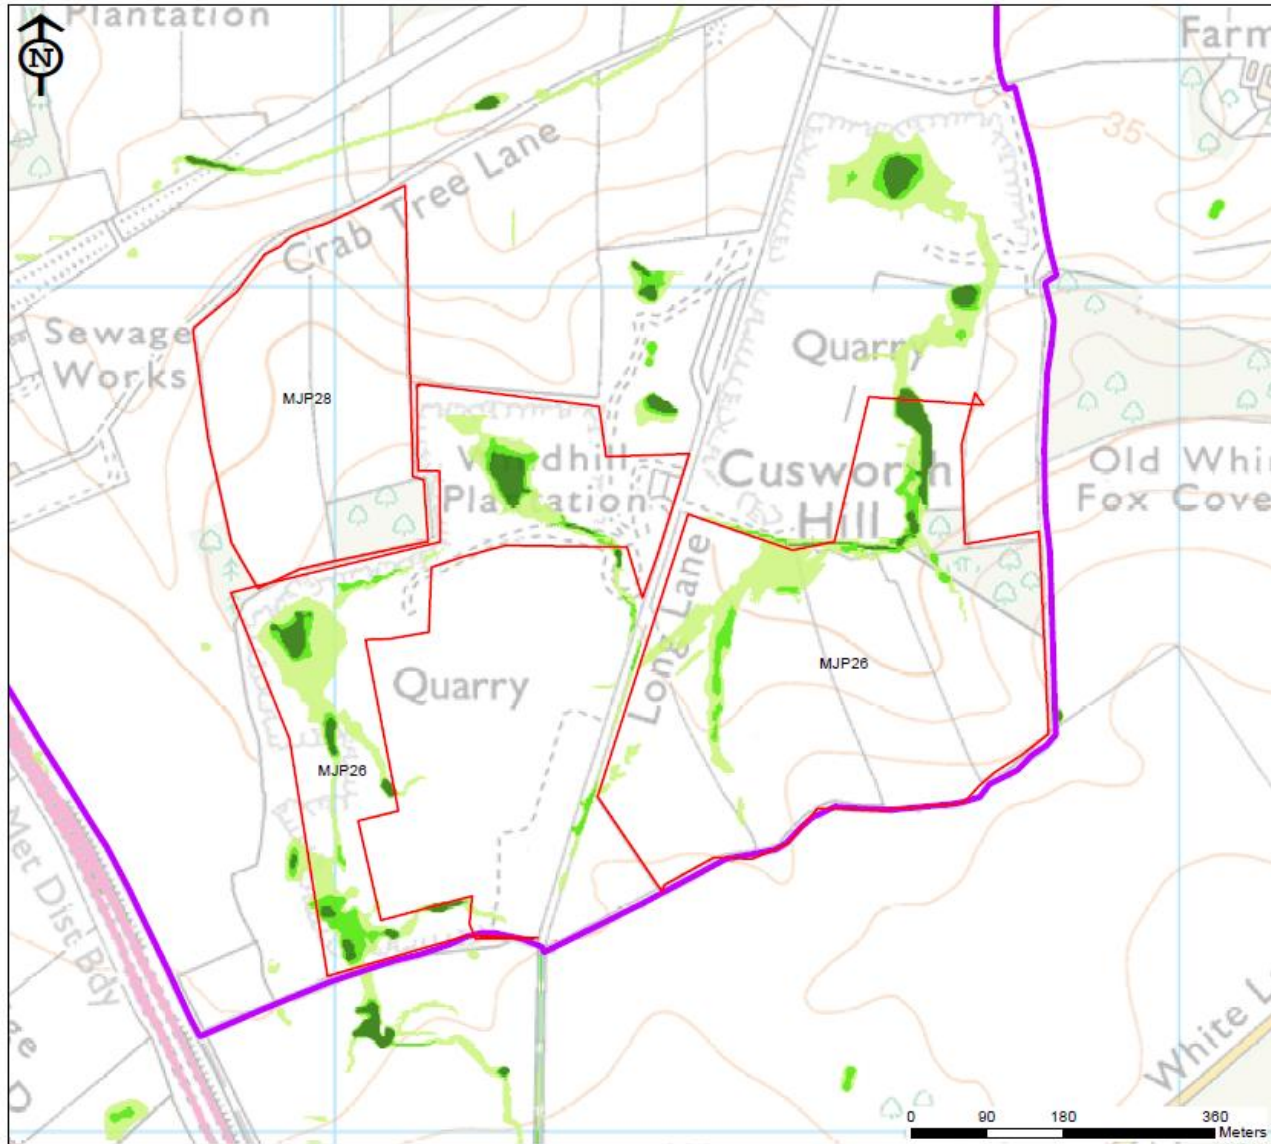 Plantation
N
Farm
35
Crab Tree Lane
Sewage
Works
MJP28
Quarry
Plantation
Cusworth
Hill
Old Whin
Fox Cove
Long Lane
MJP26
Quarry
MJP26
Met Dist Bdy
White L
0 90 180 360
Meters